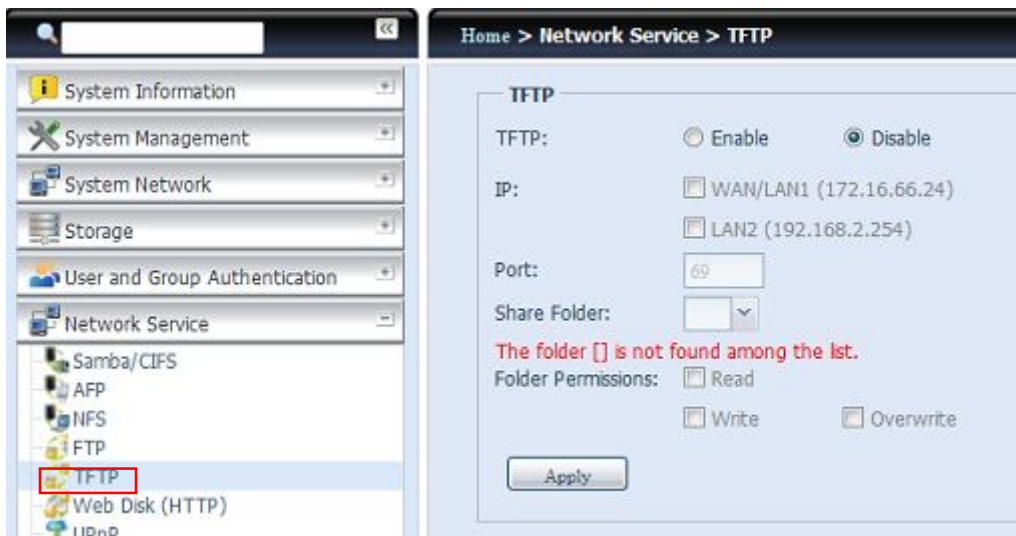 Home > Network Service > TFTP
System Information
System Management
System Network
Storage
User and Group Authentication
Network Service
Samba/CIFS
AFP
NFS
FTP
TFTP
Web Disk (HTTP)
UPnP
TFTP
TFTP: Enable Disable
IP: WAN/LAN1 (172.16.66.24)
LAN2 (192.168.2.254)
Port: 69
Share Folder:
The folder [] is not found among the list.
Folder Permissions: Read
Write Overwrite
Apply